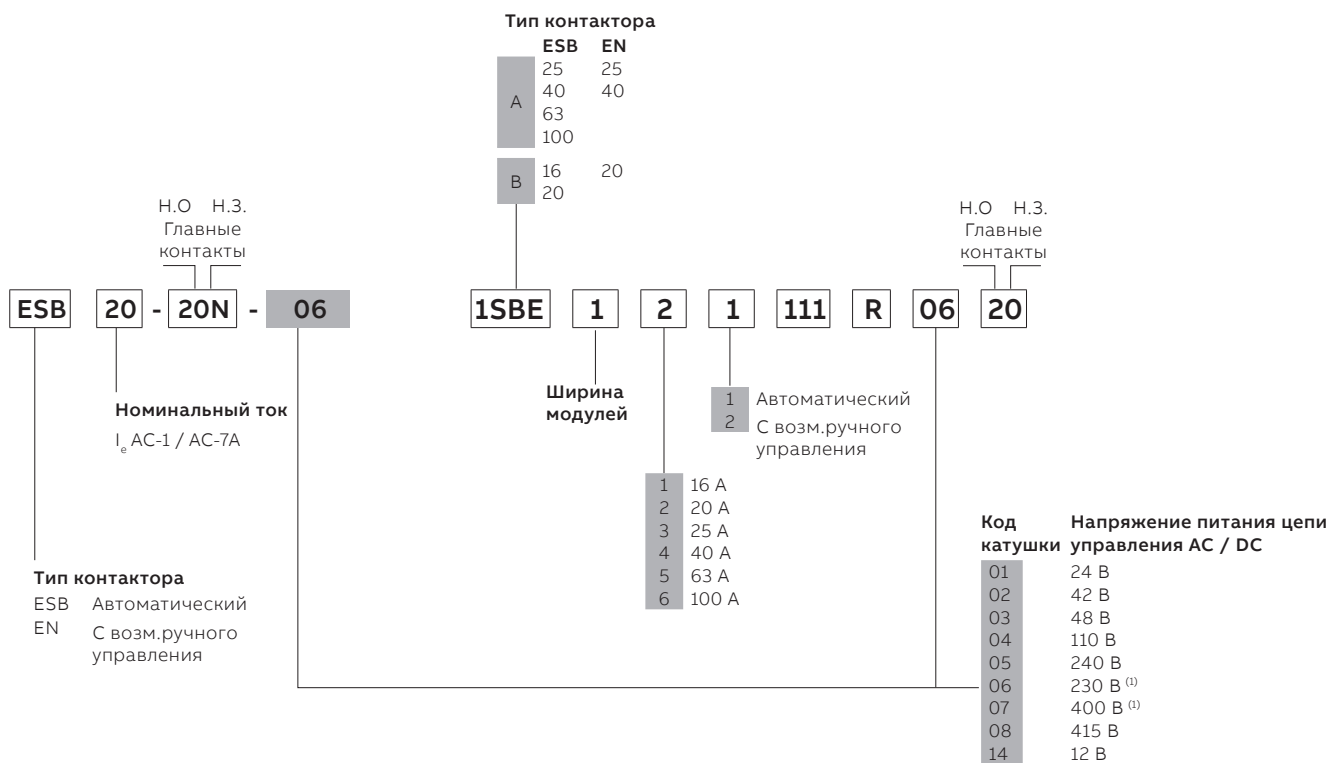 Тип контактора
ESB EN
A
25 25
40 40
63
100
B
16 20
20
Н.О Н.З.
Главные
контакты
Н.О Н.З.
Главные
контакты
ESB 20 - 20N - 06
1SBE 1 2 1 111 R 06 20
Номинальный ток
Ie AC-1 / AC-7A
Ширина
модулей
1 Автоматический
2 С возм.ручного
управления
1 16 A
2 20 A
3 25 A
4 40 A
5 63 A
6 100 A
Тип контактора
ESB Автоматический
EN С возм.ручного
управления
Код Напряжение питания цепи
катушки управления AC / DC
01 24 В
02 42 В
03 48 В
04 110 В
05 240 В
06 230 В (1)
07 400 В (1)
08 415 В
14 12 В